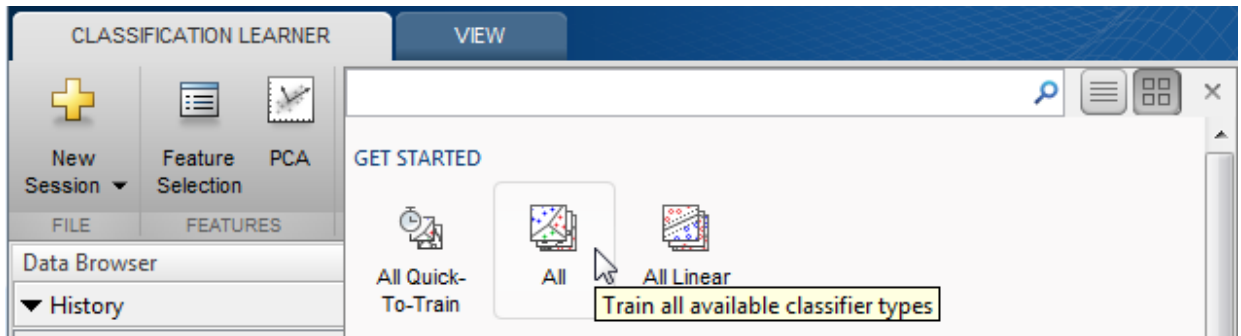 CLASSIFICATION LEARNER
VIEW
New
Session
Feature
Selection
PCA
FILE
FEATURES
Data Browser
History
GET STARTED
All Quick-
To-Train
All
All Linear
Train all available classifier types